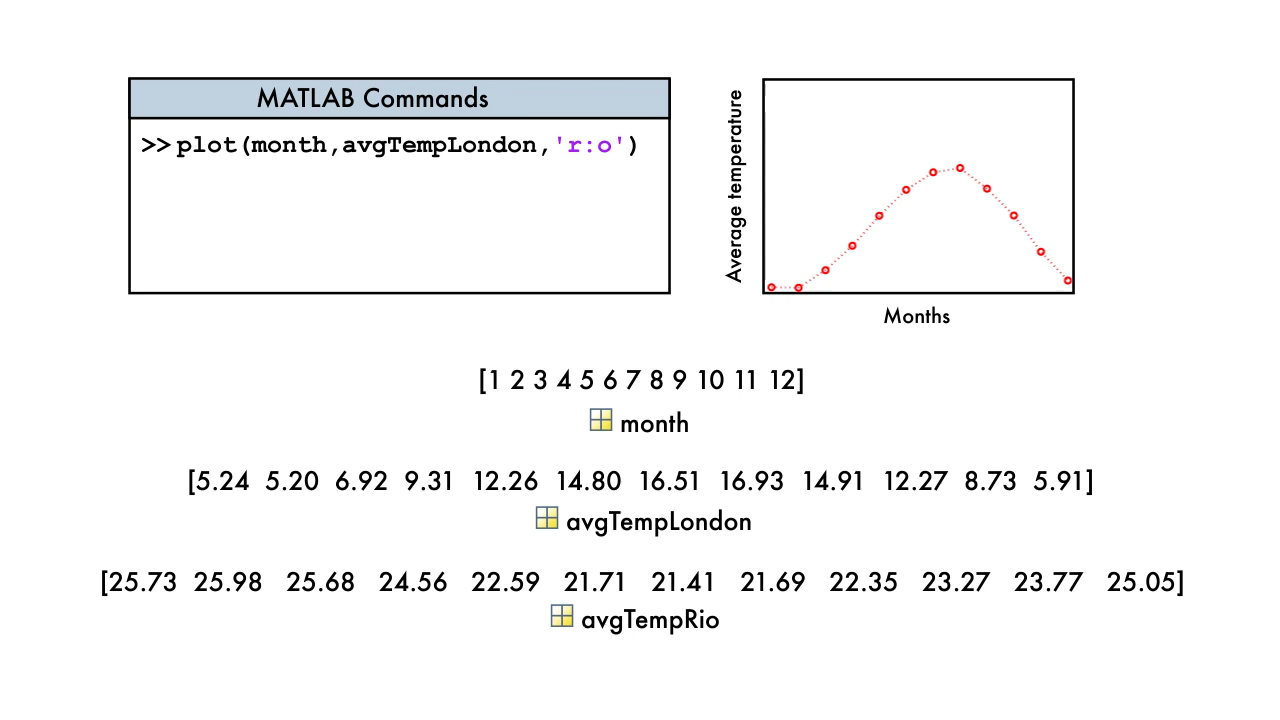 MATLAB Commands
>> plot(month,avgTempLondon,'r:o')
Average temperature
Months
[1 2 3 4 5 6 7 8 9 10 11 12]
month
[5.24 5.20 6.92 9.31 12.26 14.80 16.51 16.93 14.91 12.27 8.73 5.91]
avgTempLondon
[25.73 25.98 25.68 24.56 22.59 21.71 21.41 21.69 22.35 23.27 23.77 25.05]
avgTempRio